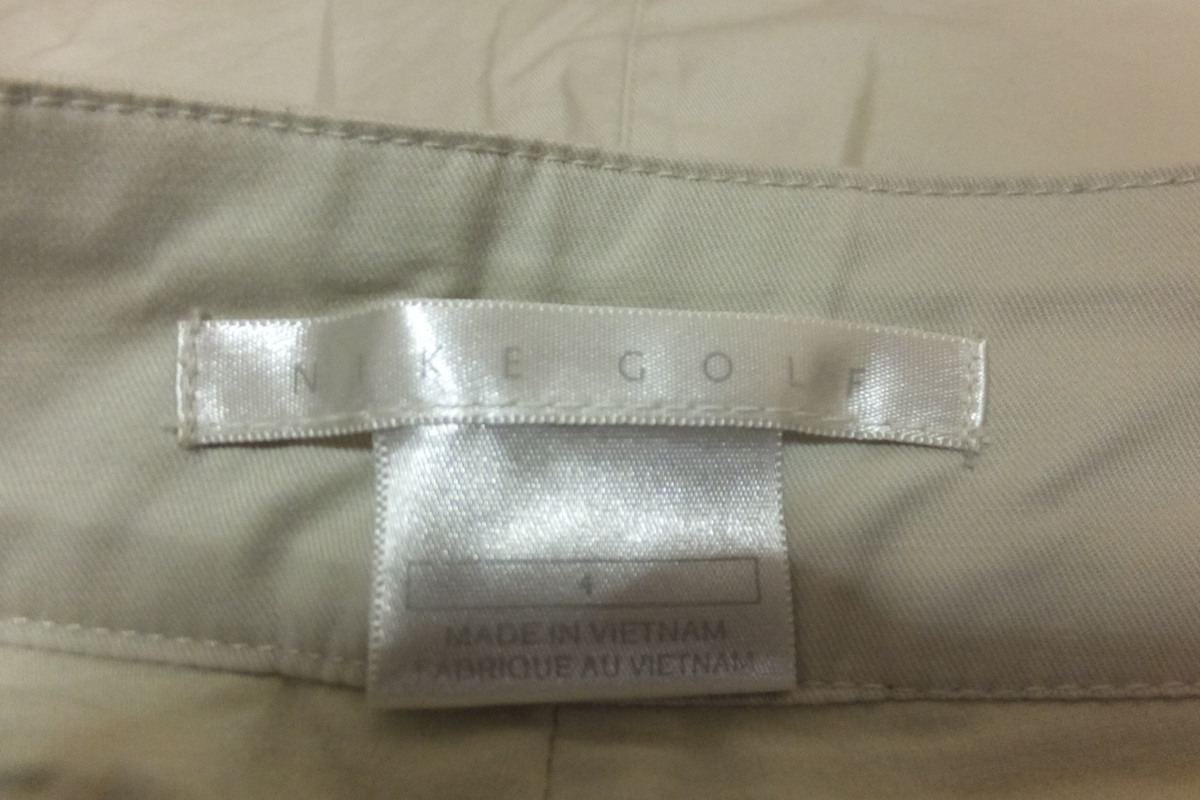 NIKE GOLF
4
MADE IN VIETNAM
FABRIQUE AU VIETNAM